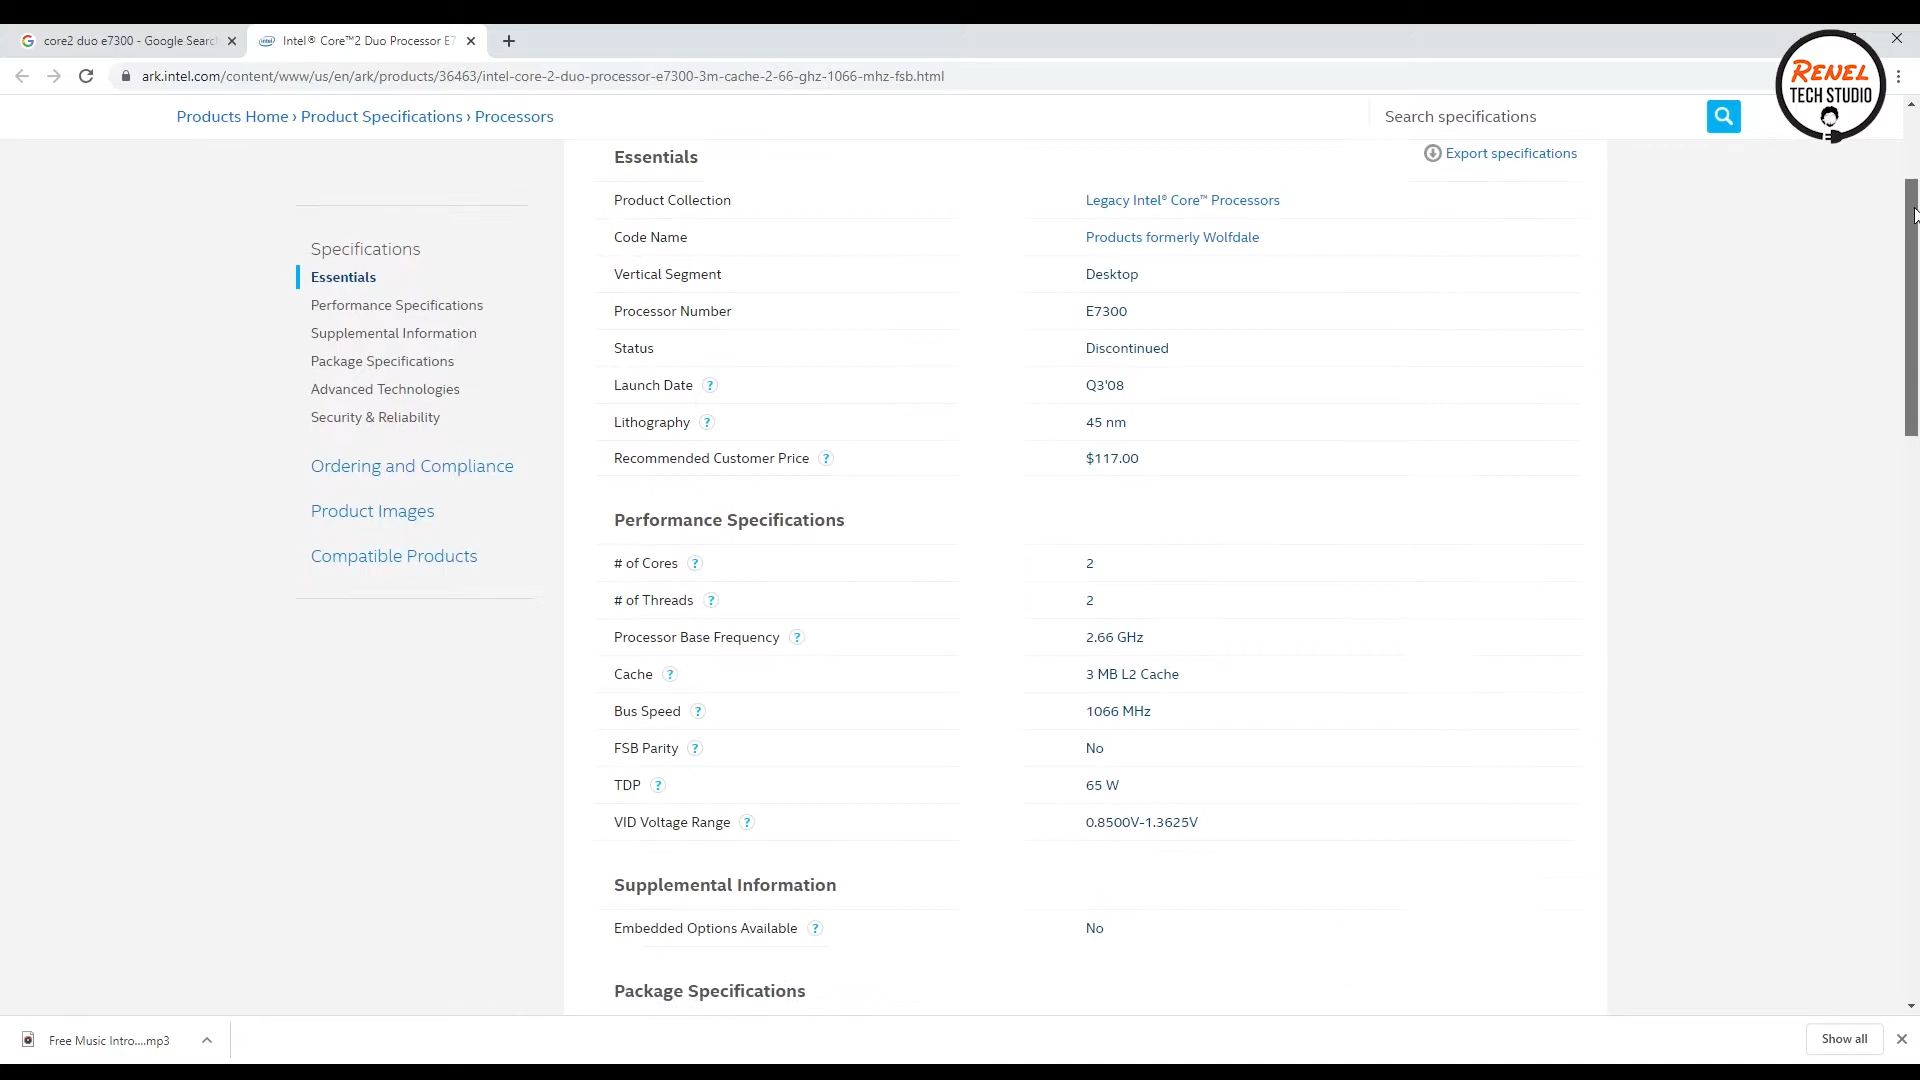 core2 duo e7300 - Google Searc
Intel® Core™2 Duo Processor E7
ark.intel.com/content/www/us/en/ark/products/36463/intel-core-2-duo-processor-e7300-3m-cache-2-66-ghz-1066-mhz-fsb.html
RENEL
TECH STUDIO
Products Home › Product Specifications › Processors
Search specifications
Specifications
Essentials
Performance Specifications
Supplemental Information
Package Specifications
Advanced Technologies
Security & Reliability
Ordering and Compliance
Product Images
Compatible Products
Essentials
Export specifications
Product Collection Legacy Intel® Core™ Processors
Code Name Products formerly Wolfdale
Vertical Segment Desktop
Processor Number E7300
Status Discontinued
Launch Date ? Q3'08
Lithography ? 45 nm
Recommended Customer Price ? $117.00
Performance Specifications
# of Cores ? 2
# of Threads ? 2
Processor Base Frequency ? 2.66 GHz
Cache ? 3 MB L2 Cache
Bus Speed ? 1066 MHz
FSB Parity ? No
TDP ? 65 W
VID Voltage Range ? 0.8500V-1.3625V
Supplemental Information
Embedded Options Available ? No
Package Specifications
Free Music Intro....mp3
Show all